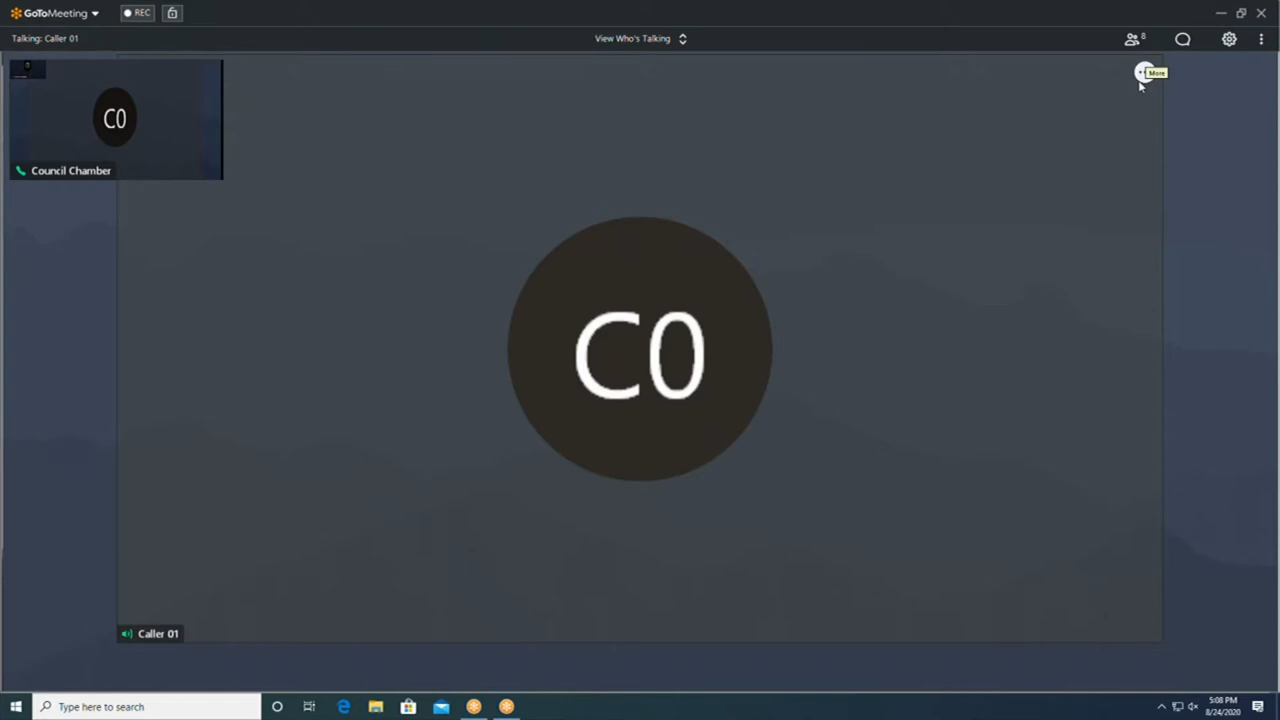 GoToMeeting
REC
Talking: Caller 01
View Who's Talking
8
More
C0
Council Chamber
C0
Caller 01
Type here to search
5:08 PM
8/24/2020